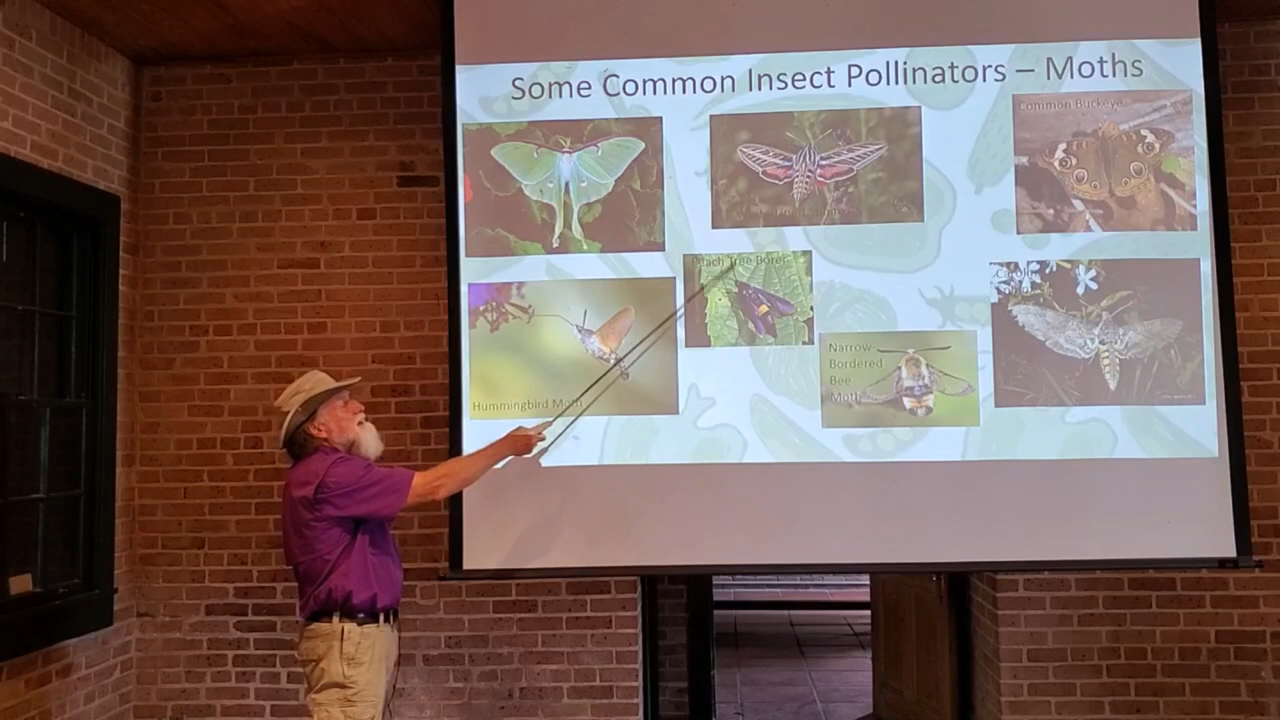 Some Common Insect Pollinators – Moths
Common Buckeye
Peach Tree Borer
Hummingbird Moth
Narrow-
Bordered
Bee
Moth